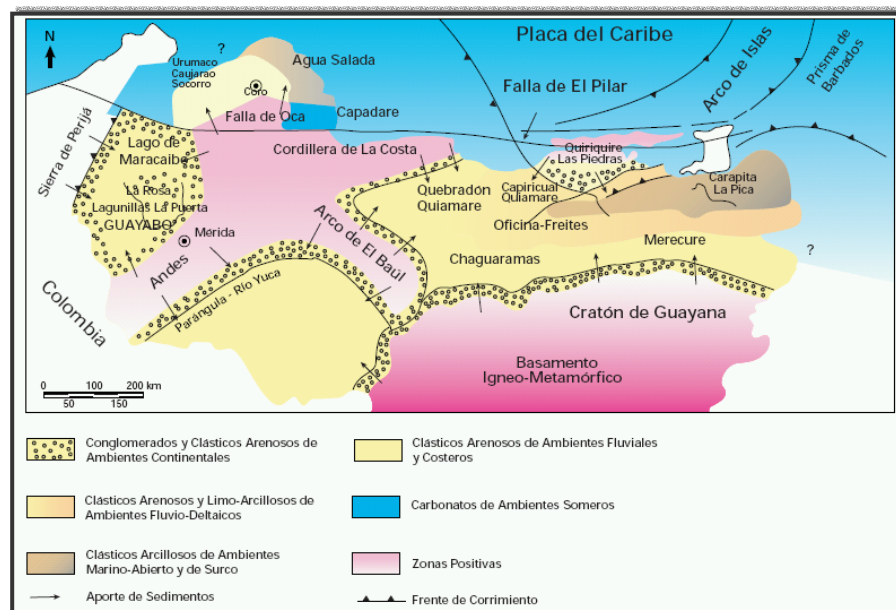 N
Placa del Caribe
?
Urumaco
Caujarao
Socorro
Agua Salada
Coro
Falla de Oca
Capadare
Falla de El Pilar
Arco de Islas
Prisma de
Barbados
Sierra de Perijá
Lago de
Maracaibo
Cordillera de La Costa
Quiriquire
Las Piedras
La Rosa
Lagunillas La Puerta
GUAYABO
Quebradón
Quiamare
Capiricual
Quiamare
Carapita
La Pica
Oficina-Freites
Merida
Andes
Arco de El Baúl
Chaguaramas
Merecure
?
Parángula - Río Yuca
Colombia
Cratón de Guayana
Basamento
Igneo-Metamórfico
0 100 200 km
50 150
Conglomerados y Clásticos Arenosos de
Ambientes Continentales
Clásticos Arenosos de Ambientes Fluviales
y Costeros
Clásticos Arenosos y Limo-Arcillosos de
Ambientes Fluvio-Deltaicos
Carbonatos de Ambientes Someros
Clásticos Arcillosos de Ambientes
Marino-Abierto y de Surco
Zonas Positivas
Aporte de Sedimentos
Frente de Corrimiento